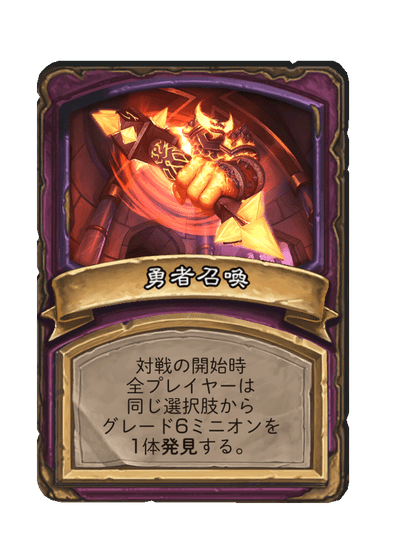 勇者召喚
対戦の開始時
全プレイヤーは
同じ選択肢から
グレード6ミニオンを
1体発見する。